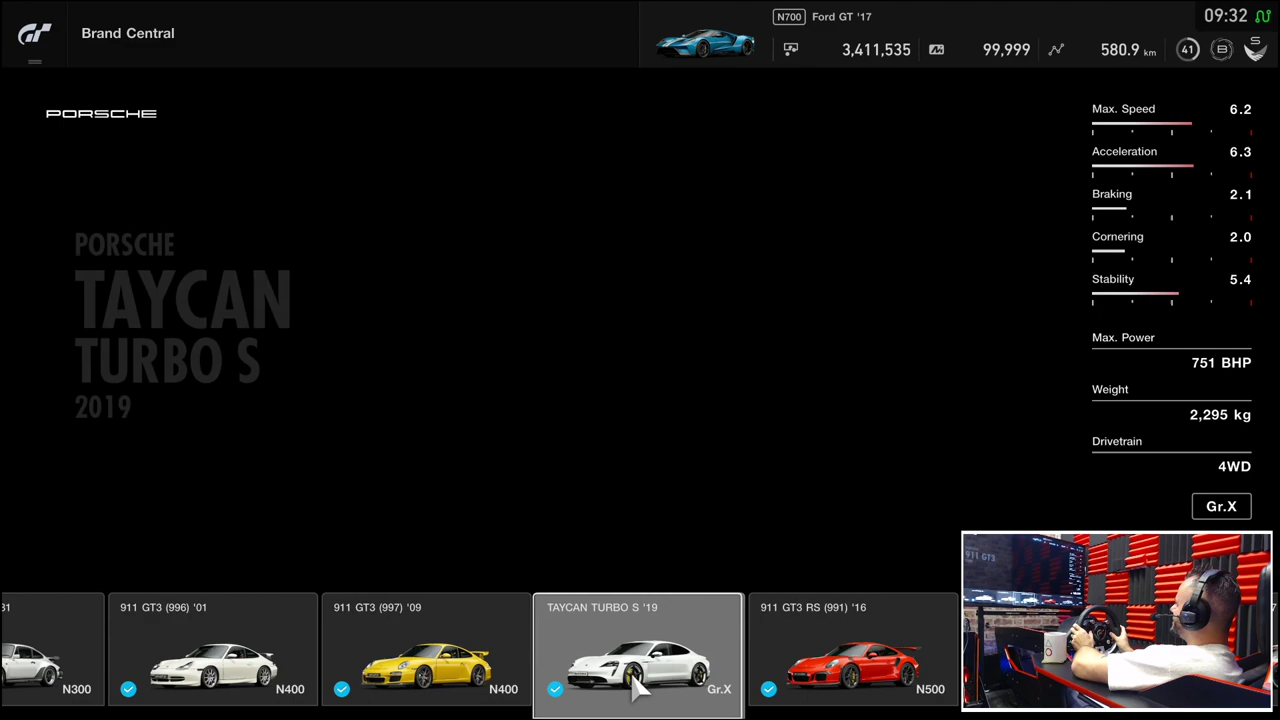 Brand Central
N700 Ford GT '17
3,411,535
99,999
580.9 km
41
B
S
09:32
PORSCHE
PORSCHE
TAYCAN
TURBO S
2019
Max. Speed 6.2
Acceleration 6.3
Braking 2.1
Cornering 2.0
Stability 5.4
Max. Power
751 BHP
Weight
2,295 kg
Drivetrain
4WD
Gr.X
N300
911 GT3 (996) '01
N400
911 GT3 (997) '09
N400
TAYCAN TURBO S '19
Gr.X
911 GT3 RS (991) '16
N500
911 GT3